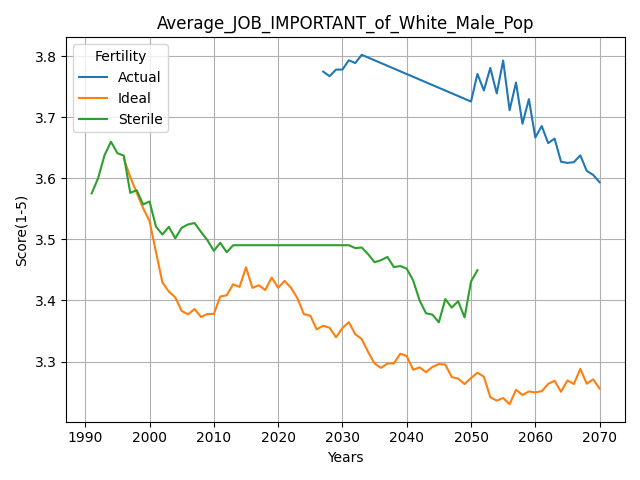 Average_JOB_IMPORTANT_of_White_Male_Pop
Fertility
Actual
Ideal
Sterile
Score(1-5)
3.8
3.7
3.6
3.5
3.4
3.3
1990 2000 2010 2020 2030 2040 2050 2060 2070
Years